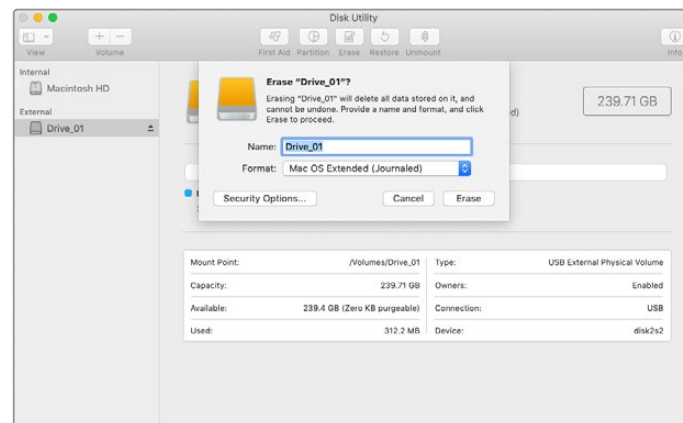 Disk Utility
View
Volume
First Aid
Partition
Erase
Restore
Unmount
Info
Internal
Macintosh HD
External
Drive_01
Erase "Drive_01"?
Erasing "Drive_01" will delete all data stored on it, and
cannot be undone. Provide a name and format, and click
Erase to proceed.
Name: Drive_01
Format: Mac OS Extended (Journaled)
Security Options...
Cancel
Erase
d)
239.71 GB
Mount Point: /Volumes/Drive_01
Capacity: 239.71 GB
Available: 239.4 GB (Zero KB purgeable)
Used: 312.2 MB
Type: USB External Physical Volume
Owners: Enabled
Connection: USB
Device: disk2s2